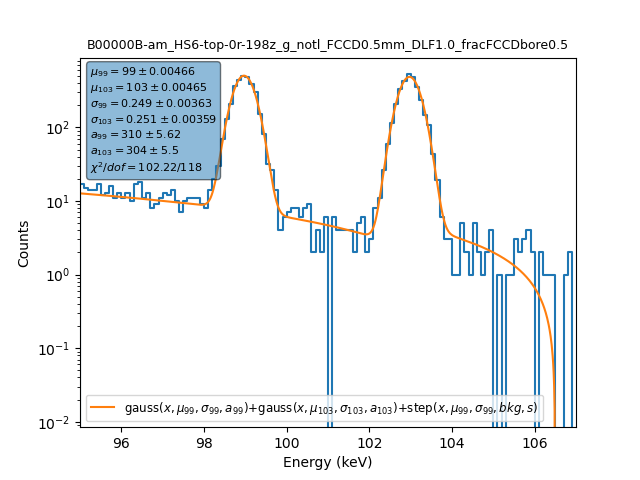 B00000B-am_HS6-top-0r-198z_g_notl_FCCD0.5mm_DLF1.0_fracFCCDbore0.5
μ₉₉ = 99 ± 0.00466
μ₁₀₃ = 103 ± 0.00465
σ₉₉ = 0.249 ± 0.00363
σ₁₀₃ = 0.251 ± 0.00359
a₉₉ = 310 ± 5.62
a₁₀₃ = 304 ± 5.5
χ²/dof = 102.22/118
10²
10¹
10⁰
10⁻¹
10⁻²
Counts
gauss(x, μ₉₉, σ₉₉, a₉₉)+gauss(x, μ₁₀₃, σ₁₀₃, a₁₀₃)+step(x, μ₉₉, σ₉₉, bkg, s)
96 98 100 102 104 106
Energy (keV)